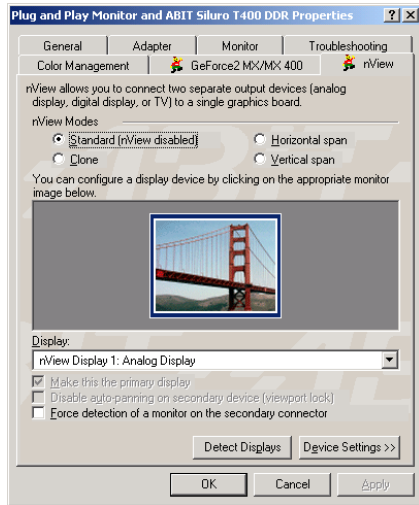 Plug and Play Monitor and ABIT Siluro T400 DDR Properties
General Adapter Monitor Troubleshooting
Color Management GeForce2 MX/MX 400 nView
nView allows you to connect two separate output devices (analog
display, digital display, or TV) to a single graphics board.
nView Modes
Standard (nView disabled) Horizontal span
Clone Vertical span
You can configure a display device by clicking on the appropriate monitor
image below.
Display:
nView Display 1: Analog Display
Make this the primary display
Disable auto-panning on secondary device (viewport lock)
Force detection of a monitor on the secondary connector
Detect Displays Device Settings >>
OK Cancel Apply